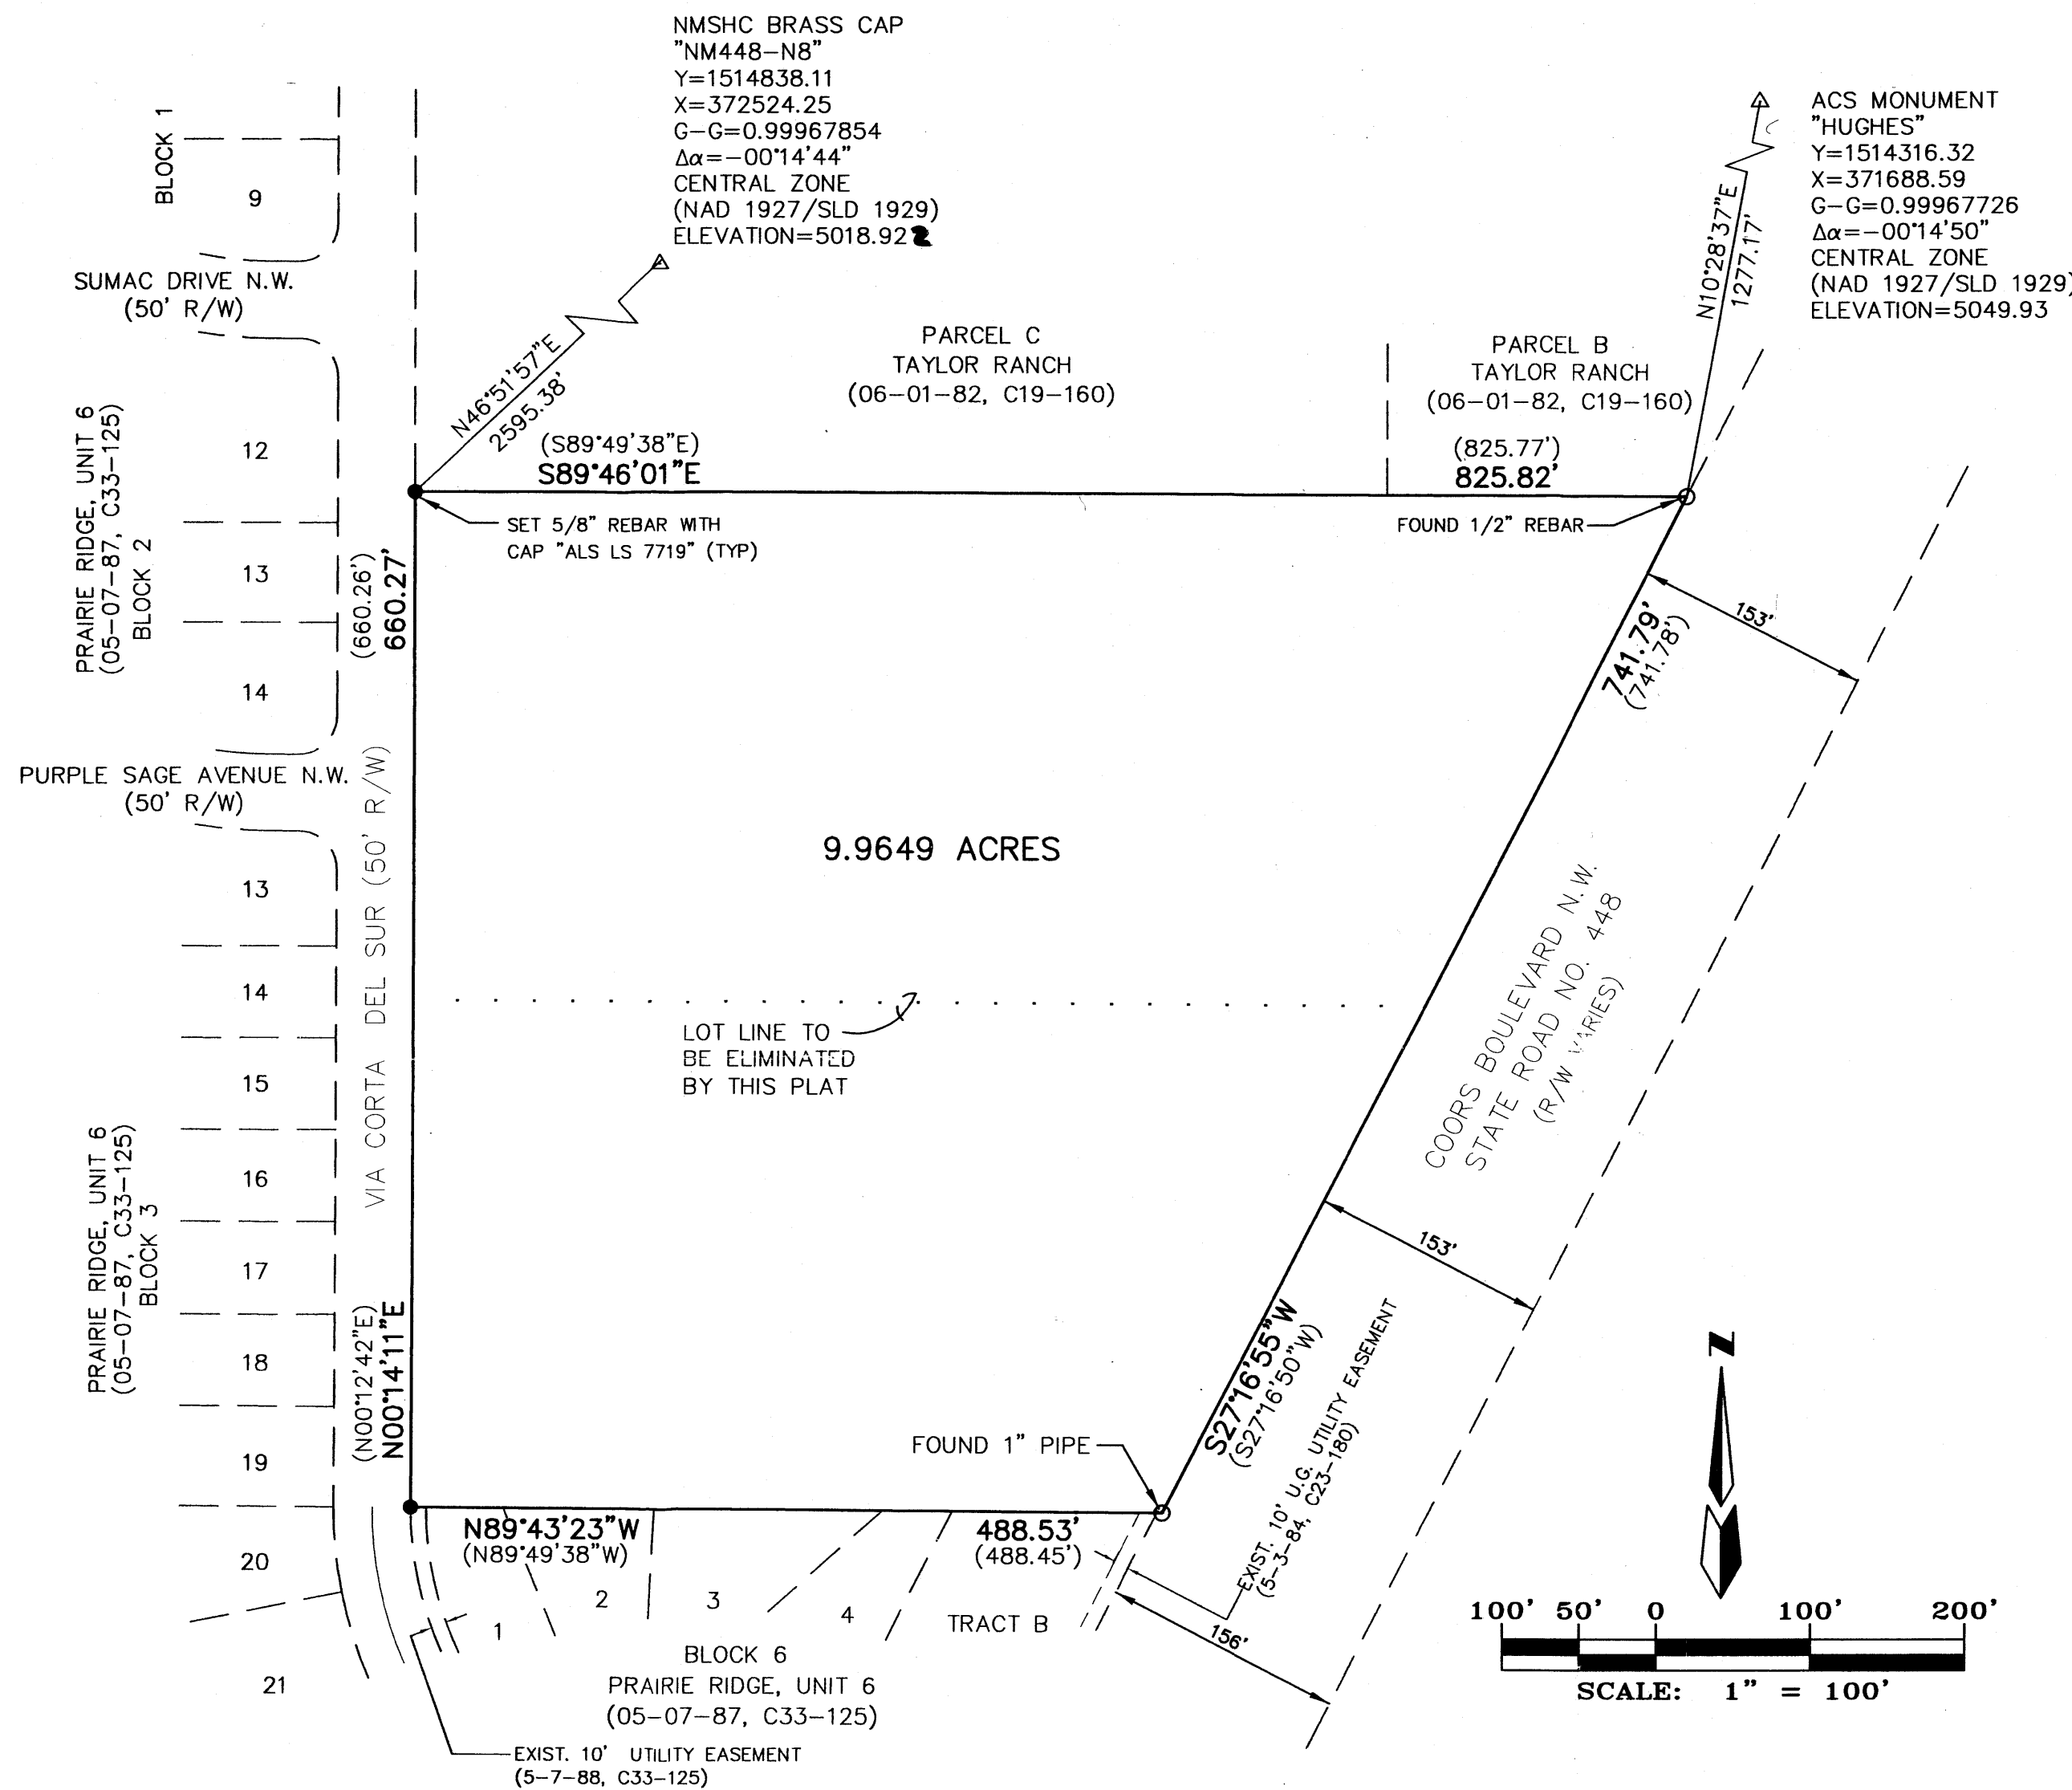 NMSHC BRASS CAP
"NM448-N8"
Y=1514838.11
X=372524.25
G-G=0.99967854
Δα=-00°14'44"
CENTRAL ZONE
(NAD 1927/SLD 1929)
ELEVATION=5018.92
ACS MONUMENT
"HUGHES"
Y=1514316.32
X=371688.59
G-G=0.99967726
Δα=-00°14'50"
CENTRAL ZONE
(NAD 1927/SLD 1929)
ELEVATION=5049.93
N10°28'37"E
1277.17'
BLOCK 1
9
SUMAC DRIVE N.W.
(50' R/W)
N46°51'57"E
2595.38'
PARCEL C
TAYLOR RANCH
(06-01-82, C19-160)
PARCEL B
TAYLOR RANCH
(06-01-82, C19-160)
(S89°49'38"E)
S89°46'01"E
(825.77')
825.82'
SET 5/8" REBAR WITH
CAP "ALS LS 7719" (TYP)
FOUND 1/2" REBAR
PRAIRIE RIDGE, UNIT 6
(05-07-87, C33-125)
BLOCK 2
12
13
14
(660.26')
660.27'
153'
741.79'
(741.78')
PURPLE SAGE AVENUE N.W.
(50' R/W)
VIA CORTA DEL SUR (50' R/W)
9.9649 ACRES
COORS BOULEVARD N.W.
STATE ROAD NO. 448
(R/W VARIES)
LOT LINE TO
BE ELIMINATED
BY THIS PLAT
PRAIRIE RIDGE, UNIT 6
(05-07-87, C33-125)
BLOCK 3
13
14
15
16
17
18
19
20
21
(N00°12'42"E)
N00°14'11"E
153'
S27°16'55"W
(S27°16'50"W)
EXIST. 10' U.G. UTILITY EASEMENT
(5-3-84, C23-180)
FOUND 1" PIPE
N89°43'23"W
(N89°49'38"W)
488.53'
(488.45')
1
2
3
4
TRACT B
156'
BLOCK 6
PRAIRIE RIDGE, UNIT 6
(05-07-87, C33-125)
EXIST. 10' UTILITY EASEMENT
(5-7-88, C33-125)
N
100' 50' 0 100' 200'
SCALE: 1" = 100'